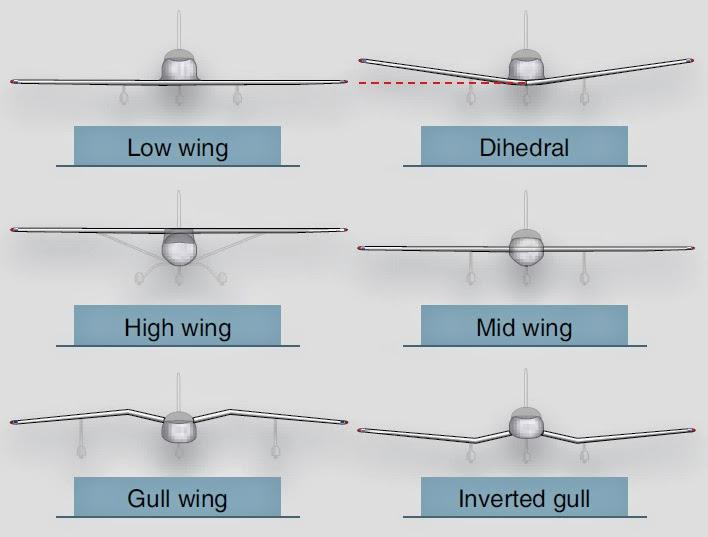 Low wing
Dihedral
High wing
Mid wing
Gull wing
Inverted gull